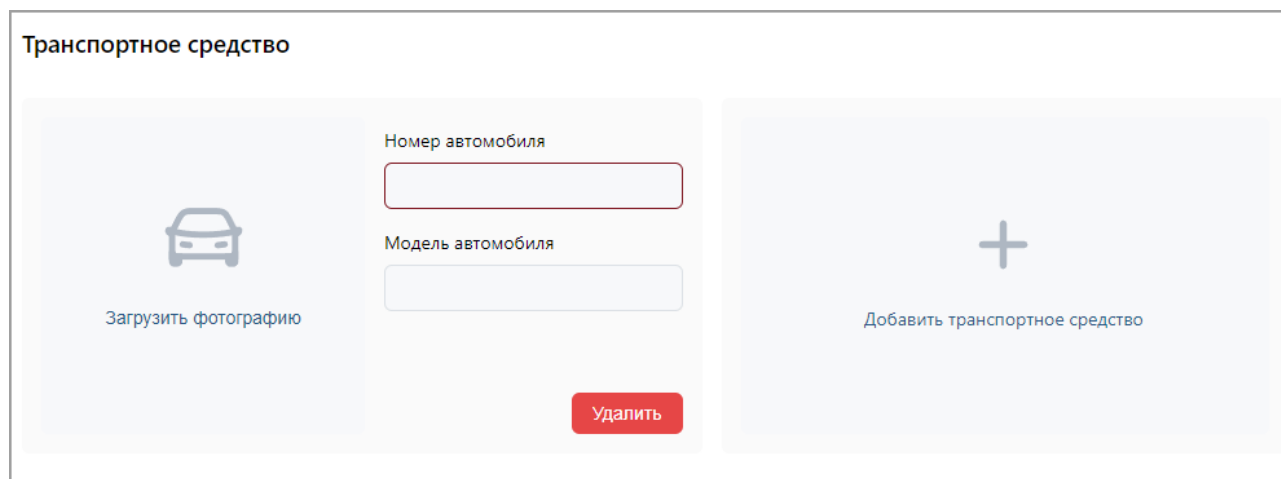 Транспортное средство
Номер автомобиля
Модель автомобиля
Загрузить фотографию
Удалить
Добавить транспортное средство